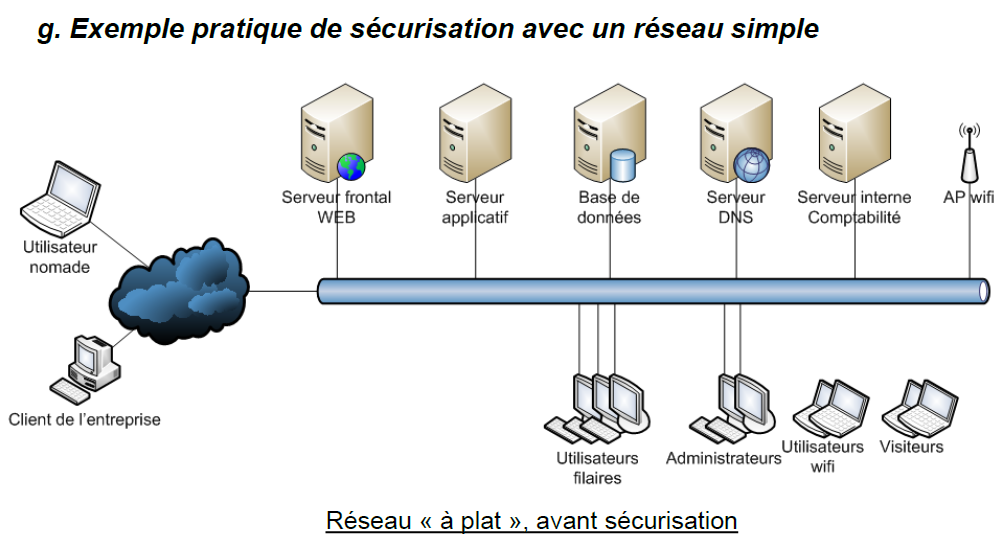 g. Exemple pratique de sécurisation avec un réseau simple
Serveur frontal
WEB
Serveur
applicatif
Base de
données
Serveur
DNS
Serveur interne
Comptabilité
AP wifi
Utilisateur
nomade
Client de l'entreprise
Utilisateurs
filaires
Administrateurs
Utilisateurs
wifi
Visiteurs
Réseau « à plat », avant sécurisation